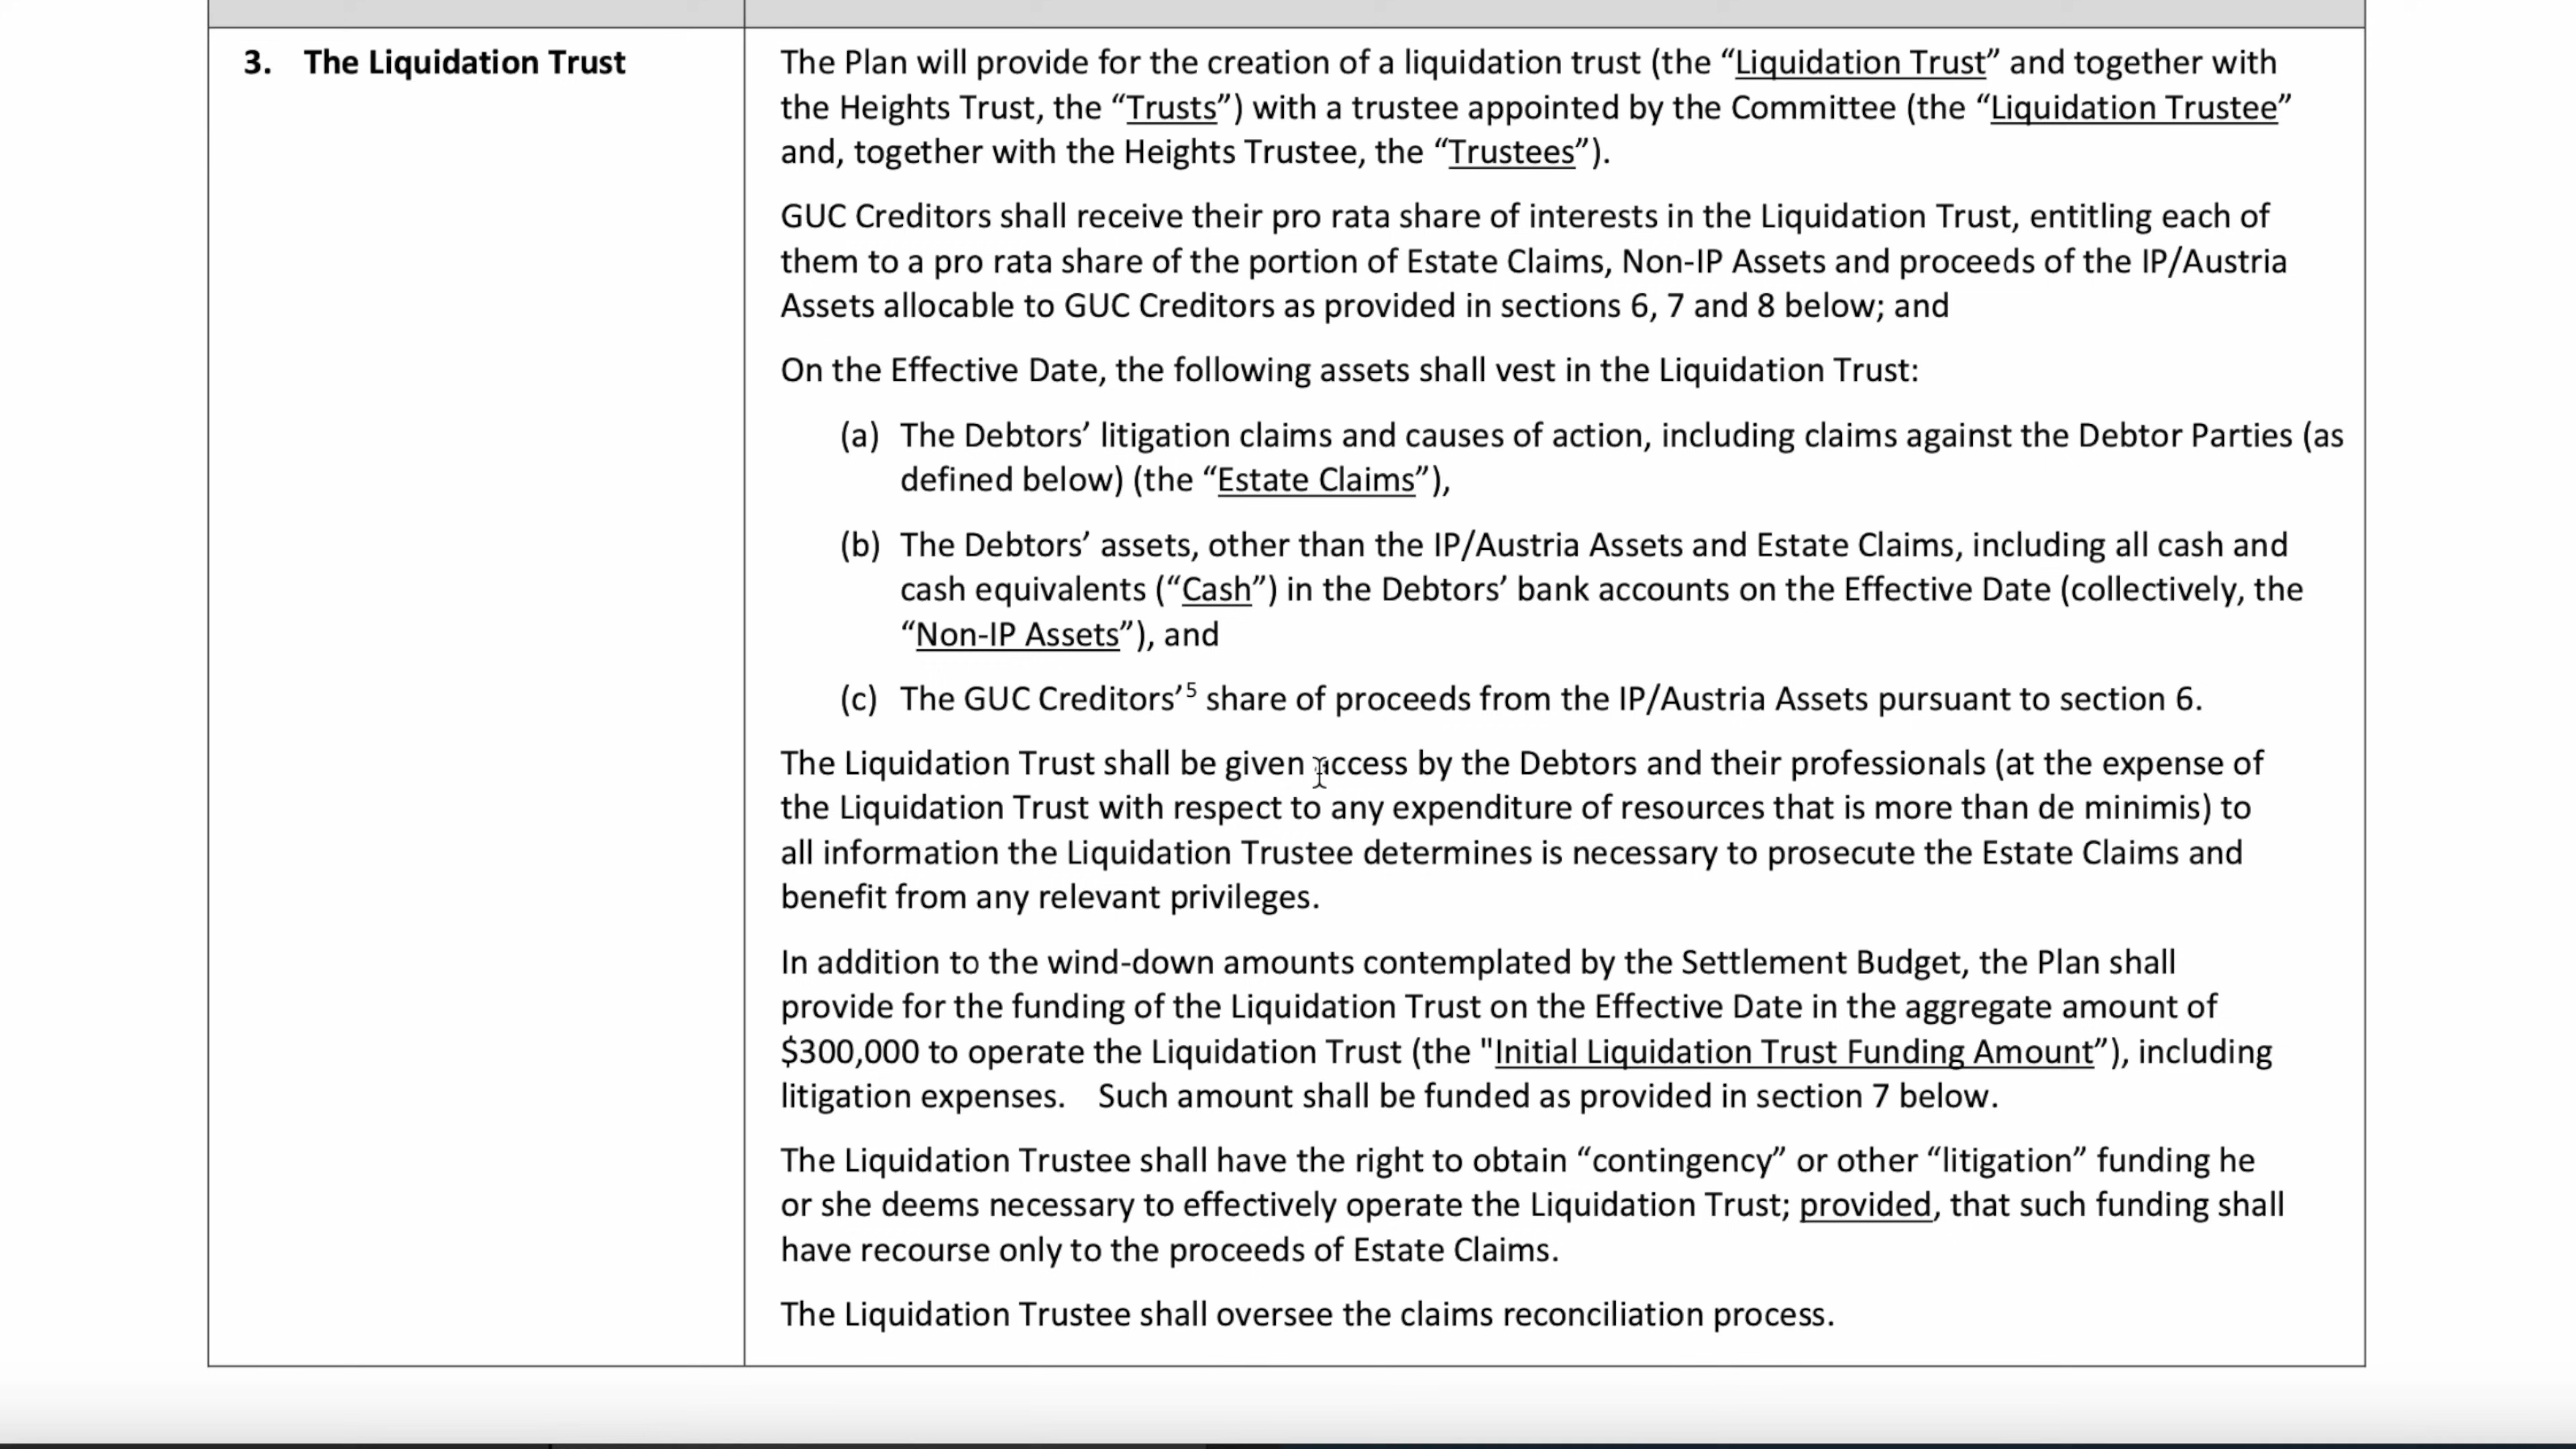 3. The Liquidation Trust
The Plan will provide for the creation of a liquidation trust (the “Liquidation Trust” and together with
the Heights Trust, the “Trusts”) with a trustee appointed by the Committee (the “Liquidation Trustee”
and, together with the Heights Trustee, the “Trustees”).
GUC Creditors shall receive their pro rata share of interests in the Liquidation Trust, entitling each of
them to a pro rata share of the portion of Estate Claims, Non-IP Assets and proceeds of the IP/Austria
Assets allocable to GUC Creditors as provided in sections 6, 7 and 8 below; and
On the Effective Date, the following assets shall vest in the Liquidation Trust:
(a) The Debtors’ litigation claims and causes of action, including claims against the Debtor Parties (as
defined below) (the “Estate Claims”),
(b) The Debtors’ assets, other than the IP/Austria Assets and Estate Claims, including all cash and
cash equivalents (“Cash”) in the Debtors’ bank accounts on the Effective Date (collectively, the
“Non-IP Assets”), and
(c) The GUC Creditors’⁵ share of proceeds from the IP/Austria Assets pursuant to section 6.
The Liquidation Trust shall be given access by the Debtors and their professionals (at the expense of
the Liquidation Trust with respect to any expenditure of resources that is more than de minimis) to
all information the Liquidation Trustee determines is necessary to prosecute the Estate Claims and
benefit from any relevant privileges.
In addition to the wind-down amounts contemplated by the Settlement Budget, the Plan shall
provide for the funding of the Liquidation Trust on the Effective Date in the aggregate amount of
$300,000 to operate the Liquidation Trust (the "Initial Liquidation Trust Funding Amount”), including
litigation expenses. Such amount shall be funded as provided in section 7 below.
The Liquidation Trustee shall have the right to obtain “contingency” or other “litigation” funding he
or she deems necessary to effectively operate the Liquidation Trust; provided, that such funding shall
have recourse only to the proceeds of Estate Claims.
The Liquidation Trustee shall oversee the claims reconciliation process.